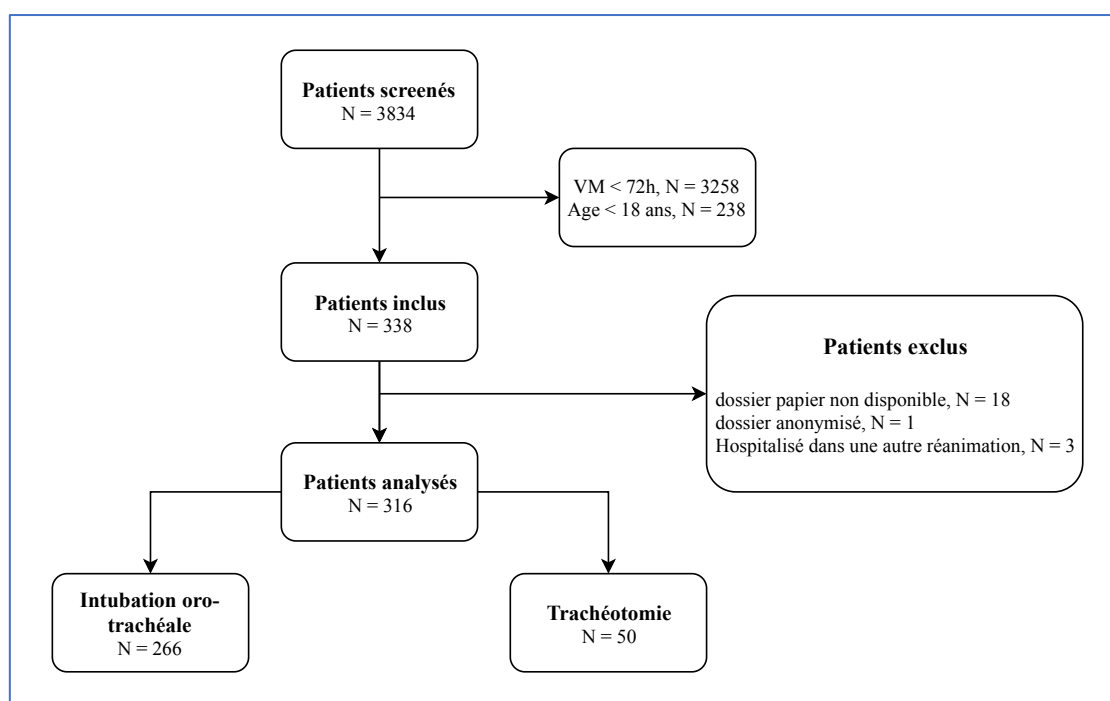 Patients screenés
N = 3834
VM < 72h, N = 3258
Age < 18 ans, N = 238
Patients inclus
N = 338
Patients exclus
dossier papier non disponible, N = 18
dossier anonymisé, N = 1
Hospitalisé dans une autre réanimation, N = 3
Patients analysés
N = 316
Intubation oro-
trachéale
N = 266
Trachéotomie
N = 50